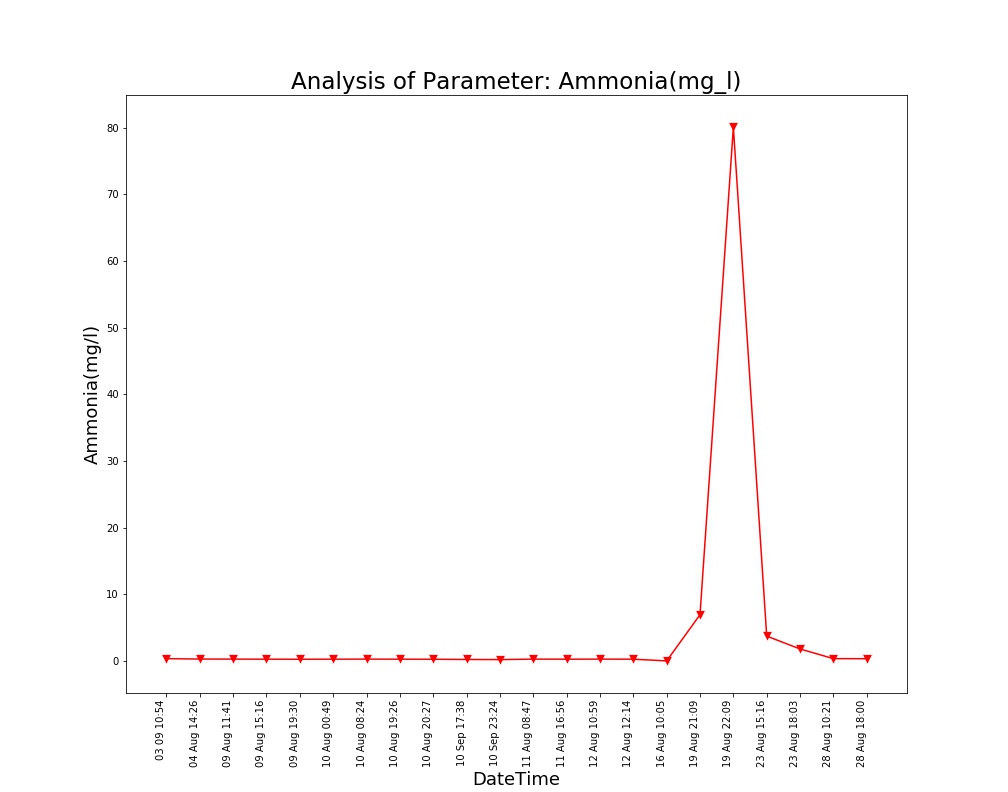 Analysis of Parameter: Ammonia(mg_l)
Ammonia(mg/l)
80
70
60
50
40
30
20
10
0
03 09 10:54
04 Aug 14:26
09 Aug 11:41
09 Aug 15:16
09 Aug 19:30
10 Aug 00:49
10 Aug 08:24
10 Aug 19:26
10 Aug 20:27
10 Sep 17:38
10 Sep 23:24
11 Aug 08:47
11 Aug 16:56
12 Aug 10:59
12 Aug 12:14
16 Aug 10:05
19 Aug 21:09
19 Aug 22:09
23 Aug 15:16
23 Aug 18:03
28 Aug 10:21
28 Aug 18:00
DateTime